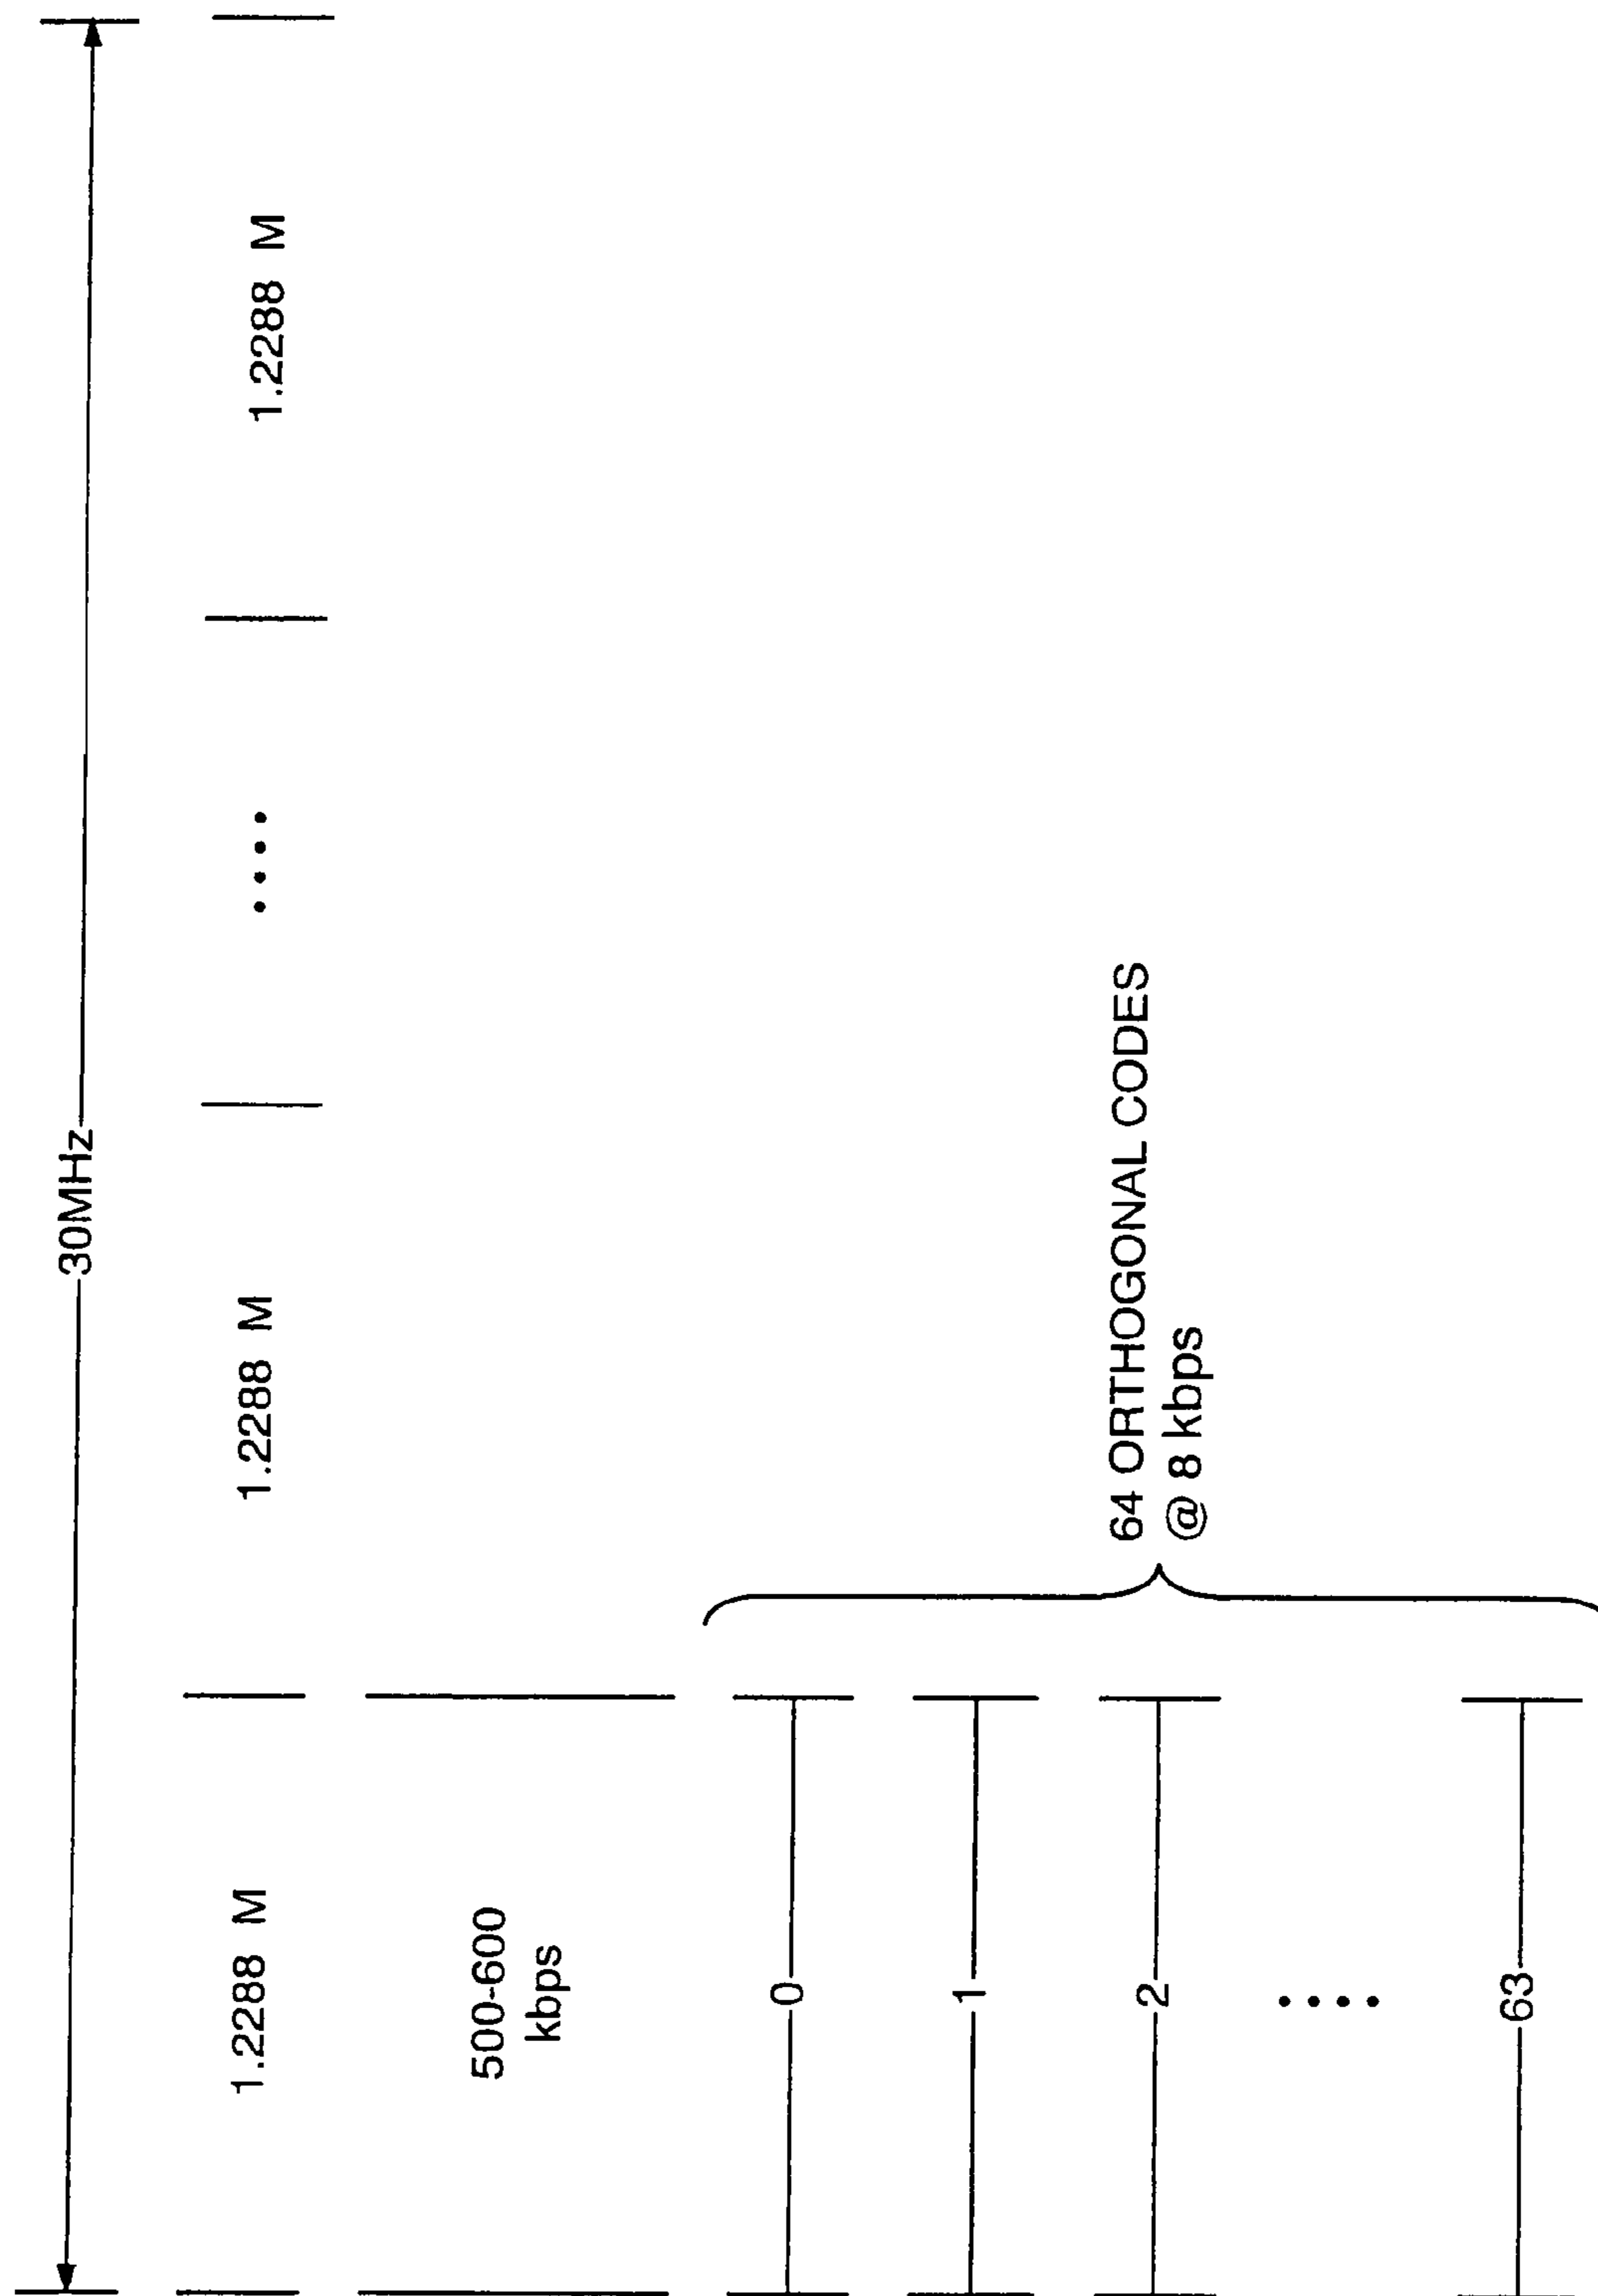 30MHz
1.2288 M
1.2288 M
....
1.2288 M
500-600
kbps
0
1
2
....
63
64 ORTHOGONAL CODES
@ 8 kbps